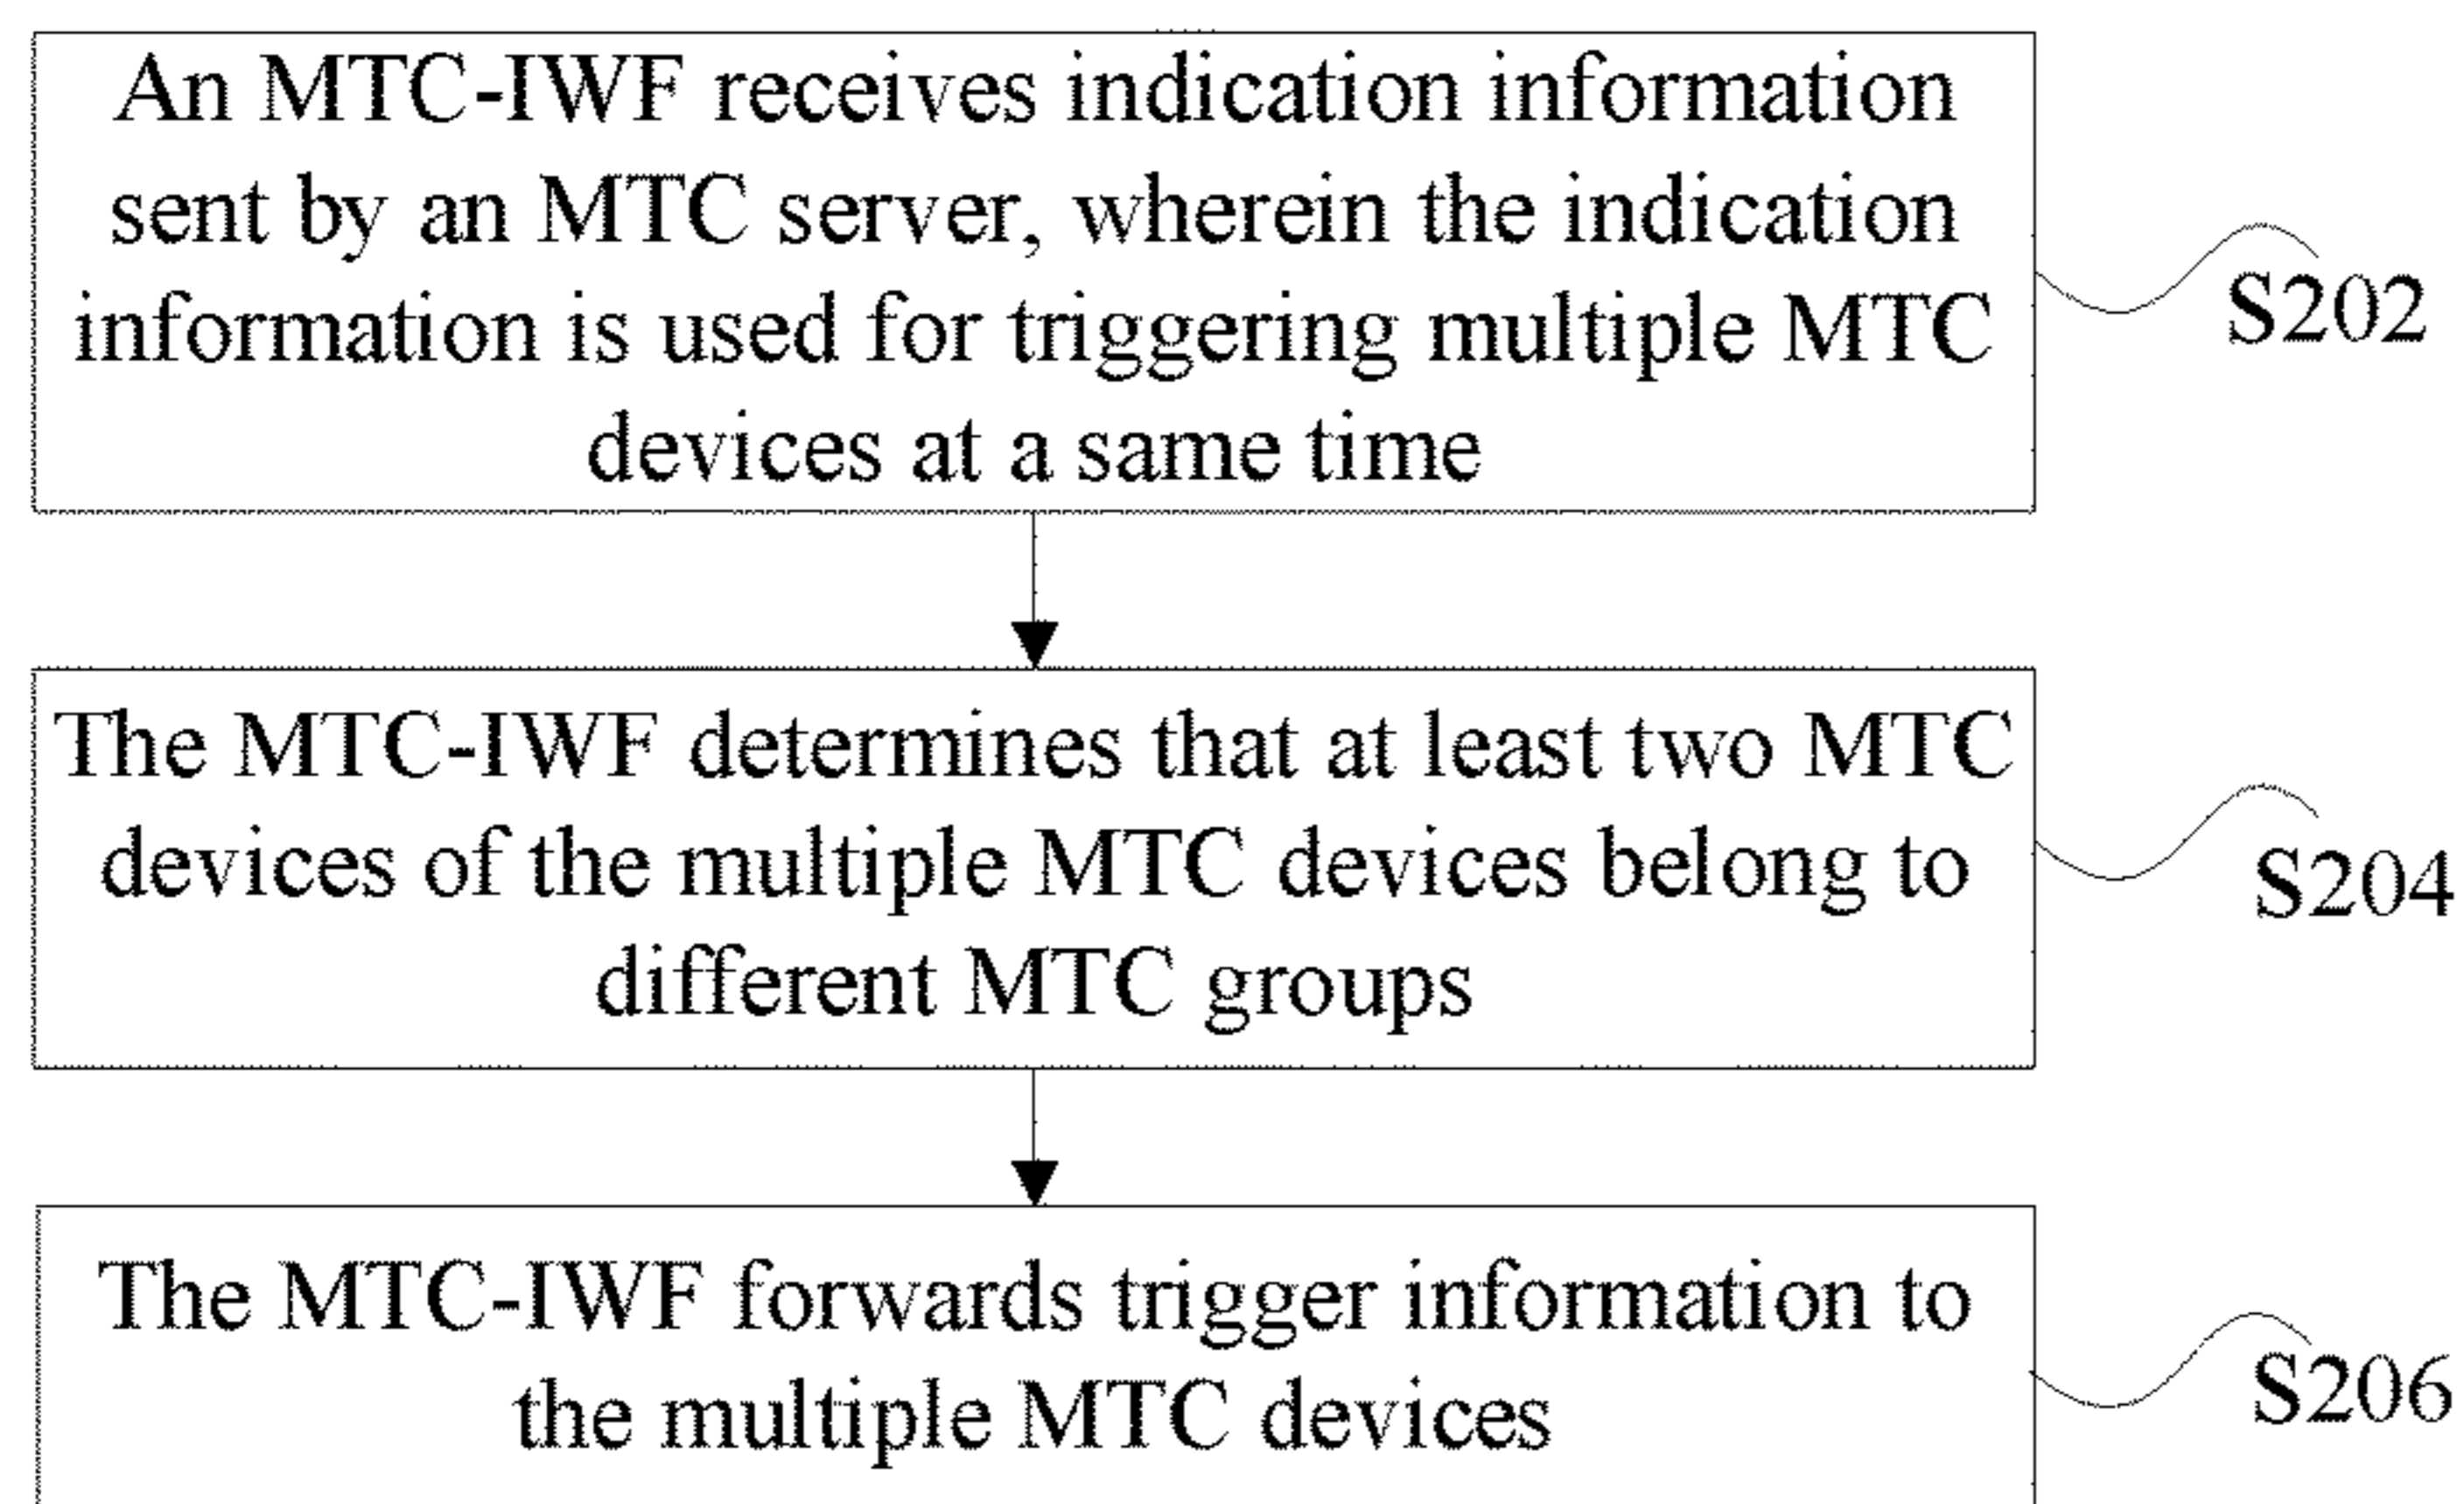 An MTC-IWF receives indication information
sent by an MTC server, wherein the indication
information is used for triggering multiple MTC
devices at a same time
S202
The MTC-IWF determines that at least two MTC
devices of the multiple MTC devices belong to
different MTC groups
S204
The MTC-IWF forwards trigger information to
the multiple MTC devices
S206